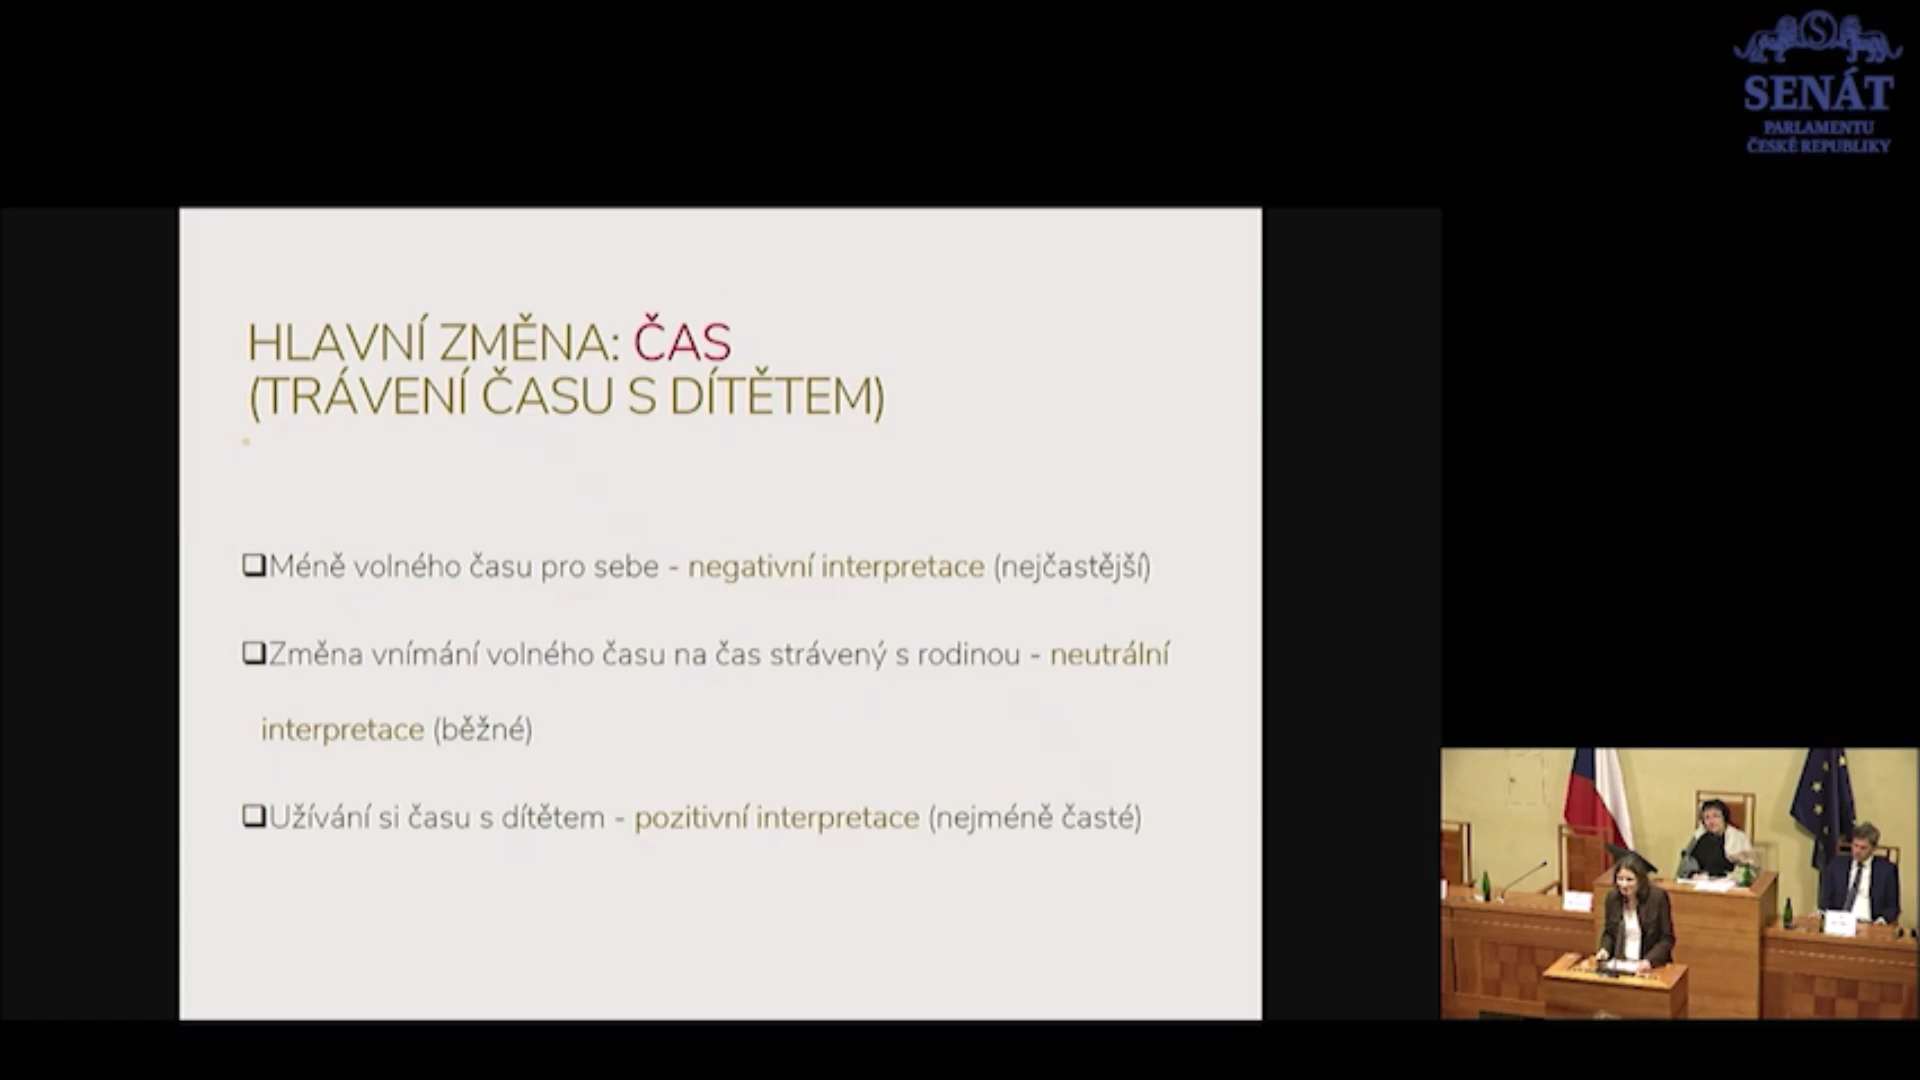 SENÁT
PARLAMENTU
ČESKÉ REPUBLIKY
HLAVNÍ ZMĚNA: ČAS
(TRÁVENÍ ČASU S DÍTĚTEM)
❑Méně volného času pro sebe - negativní interpretace (nejčastější)
❑Změna vnímání volného času na čas strávený s rodinou - neutrální
interpretace (běžné)
❑Užívání si času s dítětem - pozitivní interpretace (nejméně časté)